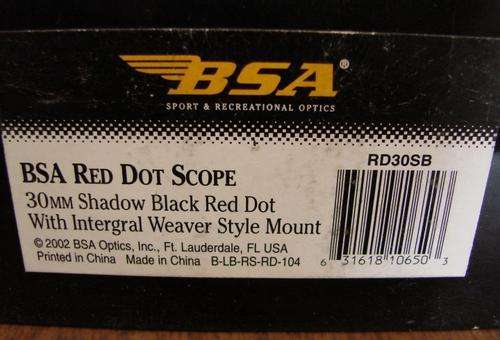 BSA®
SPORT & RECREATIONAL OPTICS
RD30SB
BSA RED DOT SCOPE
30MM Shadow Black Red Dot
With Intergral Weaver Style Mount
© 2002 BSA Optics, Inc., Ft. Lauderdale, FL USA
Printed in China Made in China B-LB-RS-RD-104
6 31618 10650 3